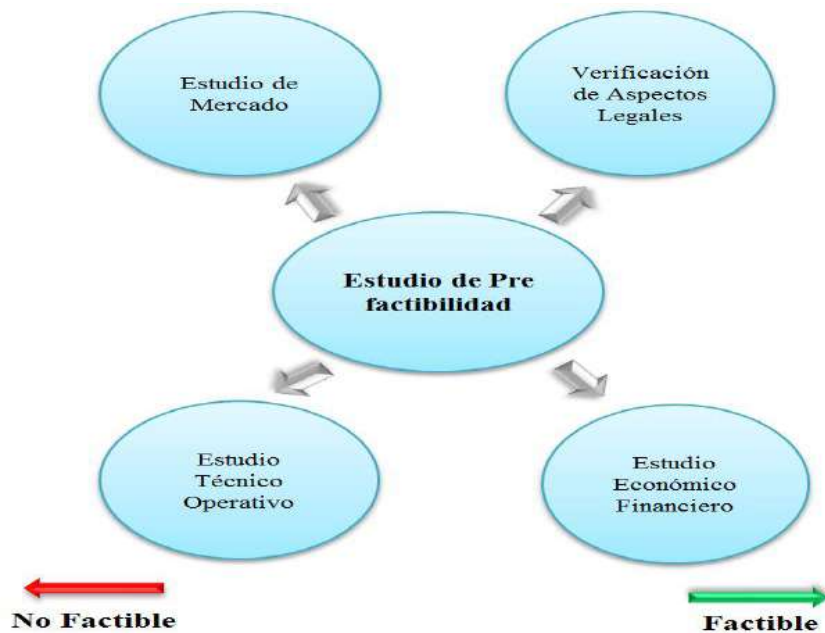 Estudio de
Mercado
Verificación
de Aspectos
Legales
Estudio de Pre
factibilidad
Estudio
Técnico
Operativo
Estudio
Económico
Financiero
No Factible
Factible